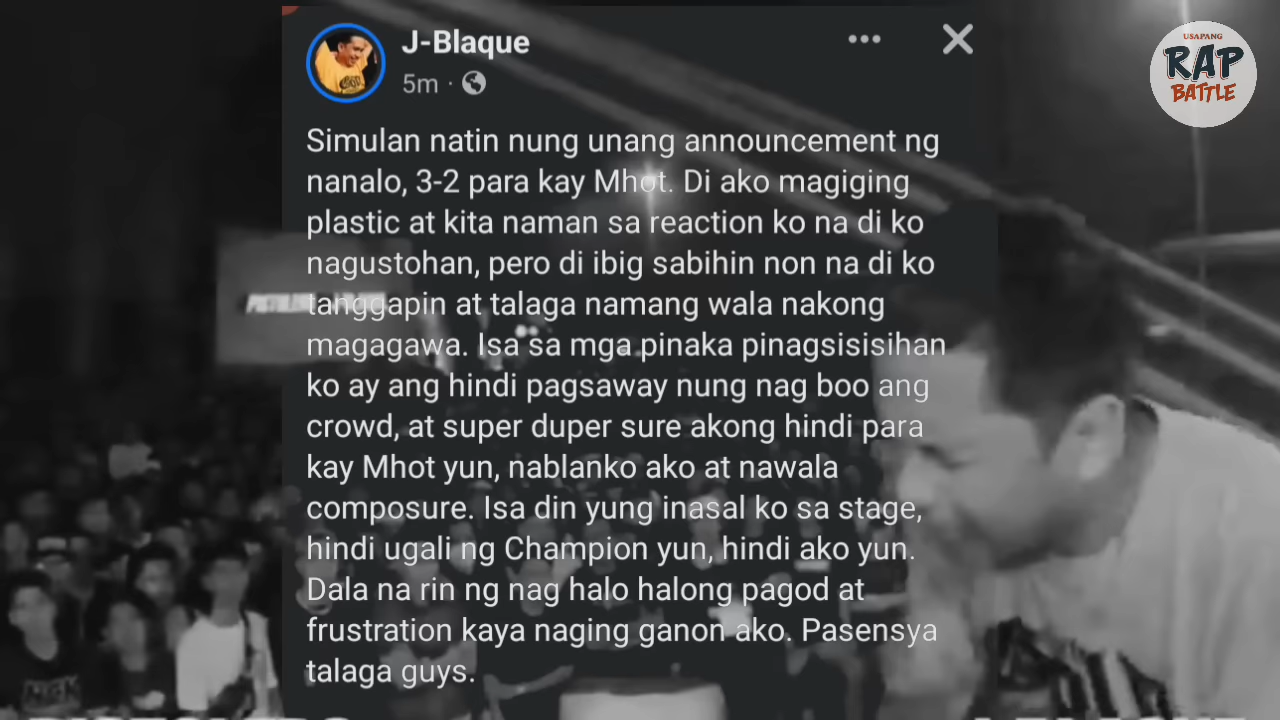 J-Blaque
5m ·
USAPANG
RAP
BATTLE
Simulan natin nung unang announcement ng
nanalo, 3-2 para kay Mhot. Di ako magiging
plastic at kita naman sa reaction ko na di ko
nagustohan, pero di ibig sabihin non na di ko
tanggapin at talaga namang wala nakong
magagawa. Isa sa mga pinaka pinagsisisihan
ko ay ang hindi pagsaway nung nag boo ang
crowd, at super duper sure akong hindi para
kay Mhot yun, nablanko ako at nawala
composure. Isa din yung inasal ko sa stage,
hindi ugali ng Champion yun, hindi ako yun.
Dala na rin ng nag halo halong pagod at
frustration kaya naging ganon ako. Pasensya
talaga guys.